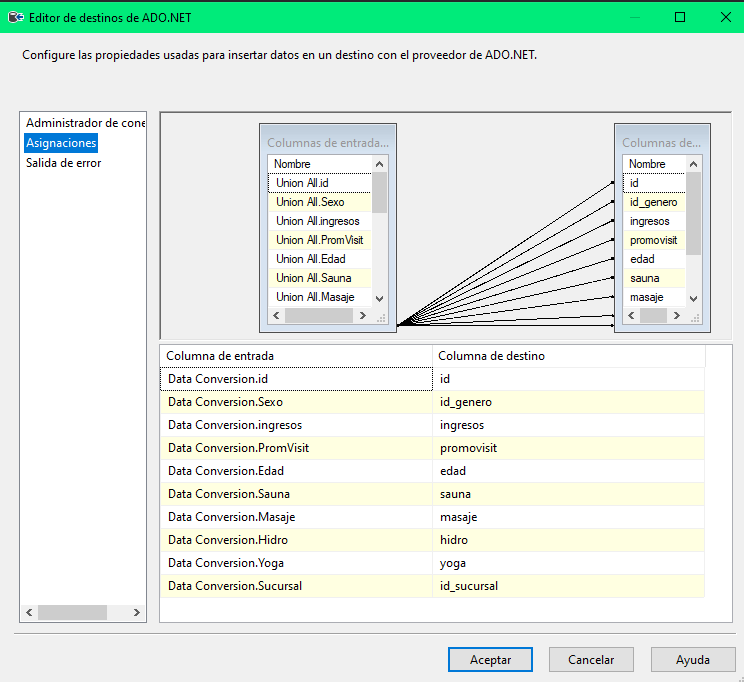 Editor de destinos de ADO.NET
Configure las propiedades usadas para insertar datos en un destino con el proveedor de ADO.NET.
Administrador de cone
Asignaciones
Salida de error
Columnas de entrada...
Nombre
Union All.id
Union All.Sexo
Union All.ingresos
Union All.PromVisit
Union All.Edad
Union All.Sauna
Union All.Masaje
Columnas de...
Nombre
id
id_genero
ingresos
promovisit
edad
sauna
masaje
Columna de entrada Columna de destino
Data Conversion.id id
Data Conversion.Sexo id_genero
Data Conversion.ingresos ingresos
Data Conversion.PromVisit promovisit
Data Conversion.Edad edad
Data Conversion.Sauna sauna
Data Conversion.Masaje masaje
Data Conversion.Hidro hidro
Data Conversion.Yoga yoga
Data Conversion.Sucursal id_sucursal
Aceptar Cancelar Ayuda